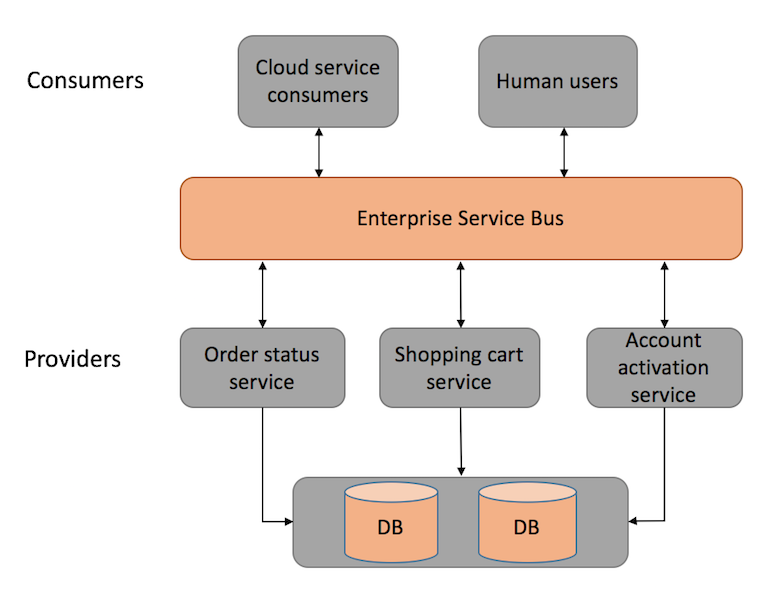 Consumers
Cloud service
consumers
Human users
Enterprise Service Bus
Providers
Order status
service
Shopping cart
service
Account
activation
service
DB
DB